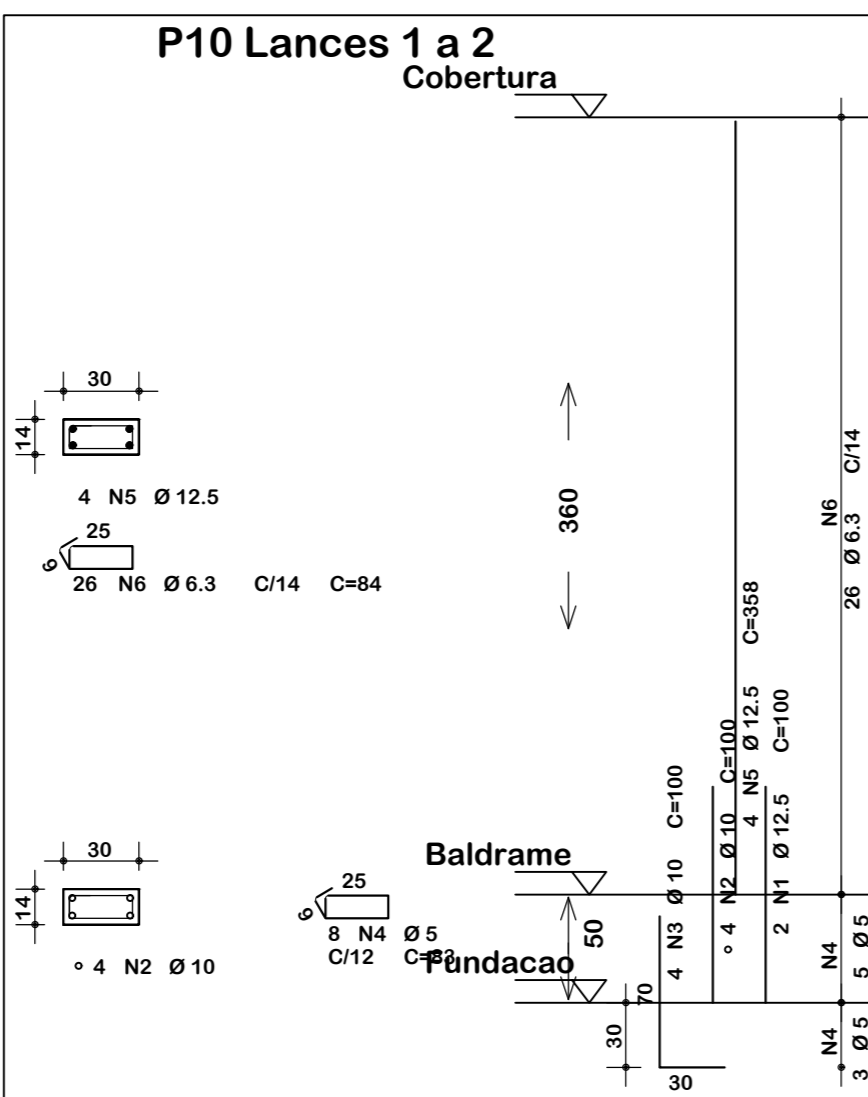 P10 Lances 1 a 2
Cobertura
30
14
4 N5 Ø 12.5
25
9
26 N6 Ø 6.3 C/14 C=84
360
N6
26 Ø 6.3 C/14
4 N5 Ø 12.5 C=358
4 N2 Ø 10 C=100
2 N1 Ø 12.5 C=100
4 N3 Ø 10 C=100
Baldrame
30
14
4 N2 Ø 10
25
9
8 N4 Ø 5
C/12 C=83
Fundacao
50
70
30
30
N4
5 Ø 5
N4
3 Ø 5